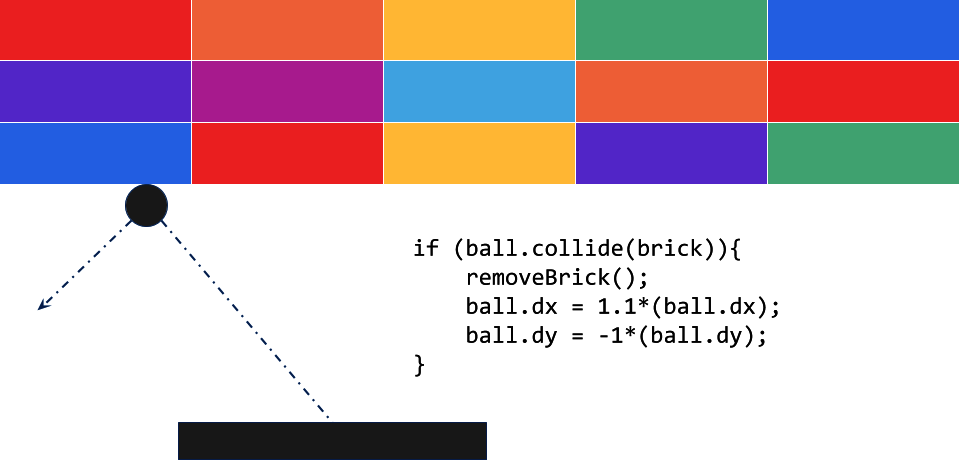 if (ball.collide(brick)){
    removeBrick();
    ball.dx = 1.1*(ball.dx);
    ball.dy = -1*(ball.dy);
}